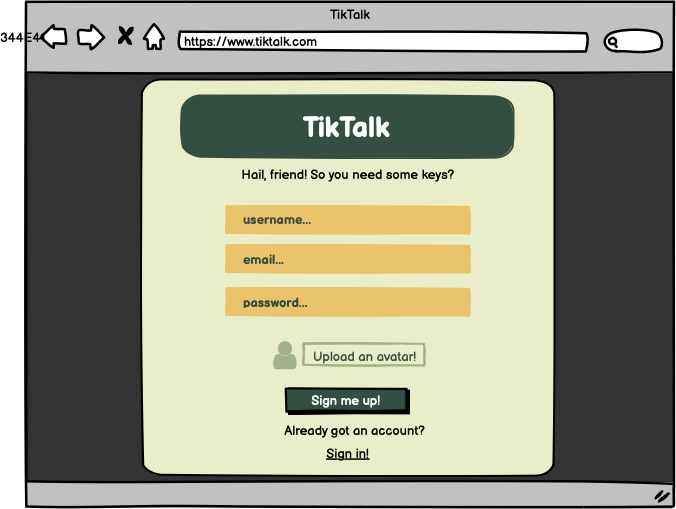 TikTalk
https://www.tiktalk.com
TikTalk
Hail, friend! So you need some keys?
username...
email...
password...
Upload an avatar!
Sign me up!
Already got an account?
Sign in!